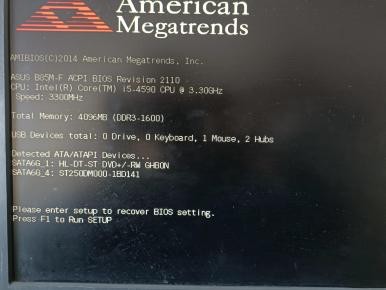 American
Megatrends
AMIBIOS(C)2014 American Megatrends, Inc.
ASUS B85M-F ACPI BIOS Revision 2110
CPU: Intel(R) Core(TM) i5-4590 CPU @ 3.30GHz
Speed: 3300MHz
Total Memory: 4096MB (DDR3-1600)
USB Devices total: 0 Drive, 0 Keyboard, 1 Mouse, 2 Hubs
Detected ATA/ATAPI Devices...
SATA6G_1: HL-DT-ST DVD+/-RW GHB0N
SATA6G_4: ST250DM000-1BD141
Please enter setup to recover BIOS setting.
Press F1 to Run SETUP